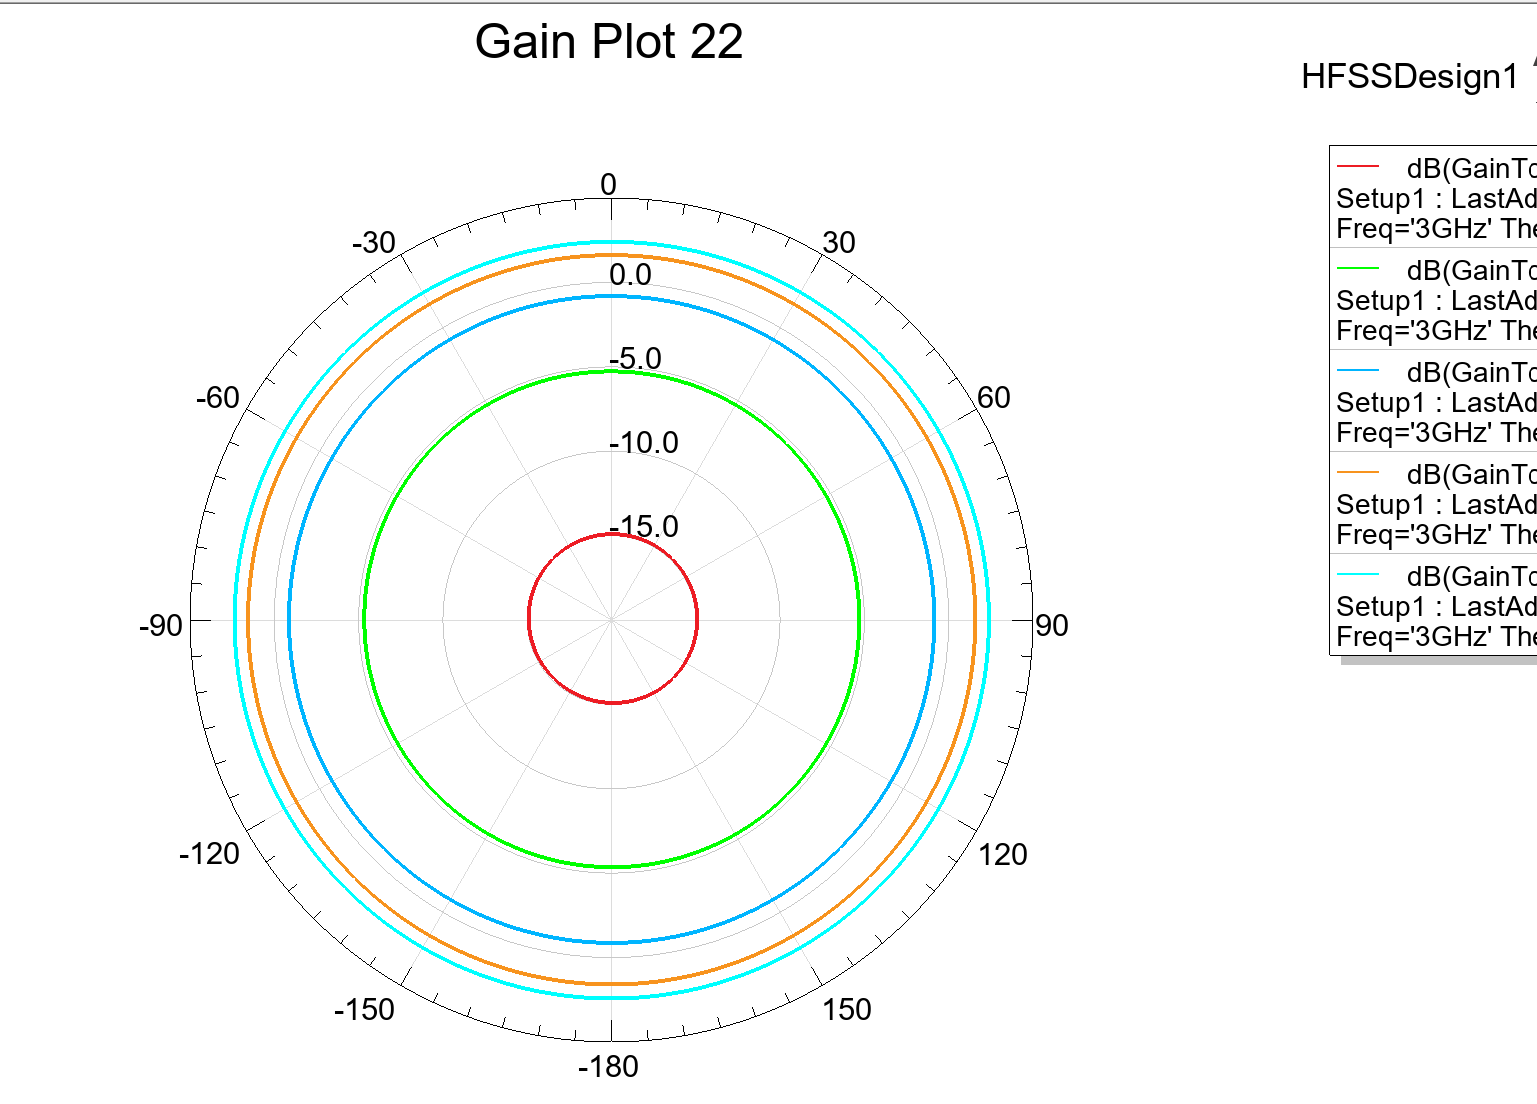 Gain Plot 22
HFSSDesign1
0
-30
30
0.0
-5.0
-60
60
-10.0
-15.0
-90
90
-120
120
-150
150
-180
dB(GainTo
Setup1 : LastAd
Freq='3GHz' The
dB(GainTo
Setup1 : LastAd
Freq='3GHz' The
dB(GainTo
Setup1 : LastAd
Freq='3GHz' The
dB(GainTo
Setup1 : LastAd
Freq='3GHz' The
dB(GainTo
Setup1 : LastAd
Freq='3GHz' The